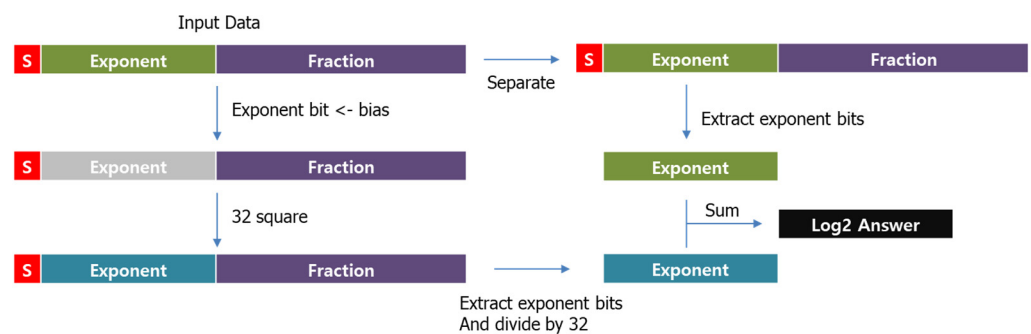 Input Data
S Exponent Fraction
Separate
S Exponent Fraction
Exponent bit <- bias
Extract exponent bits
S Exponent Fraction
Exponent
32 square
Sum
Log2 Answer
S Exponent Fraction
Exponent
Extract exponent bits
And divide by 32